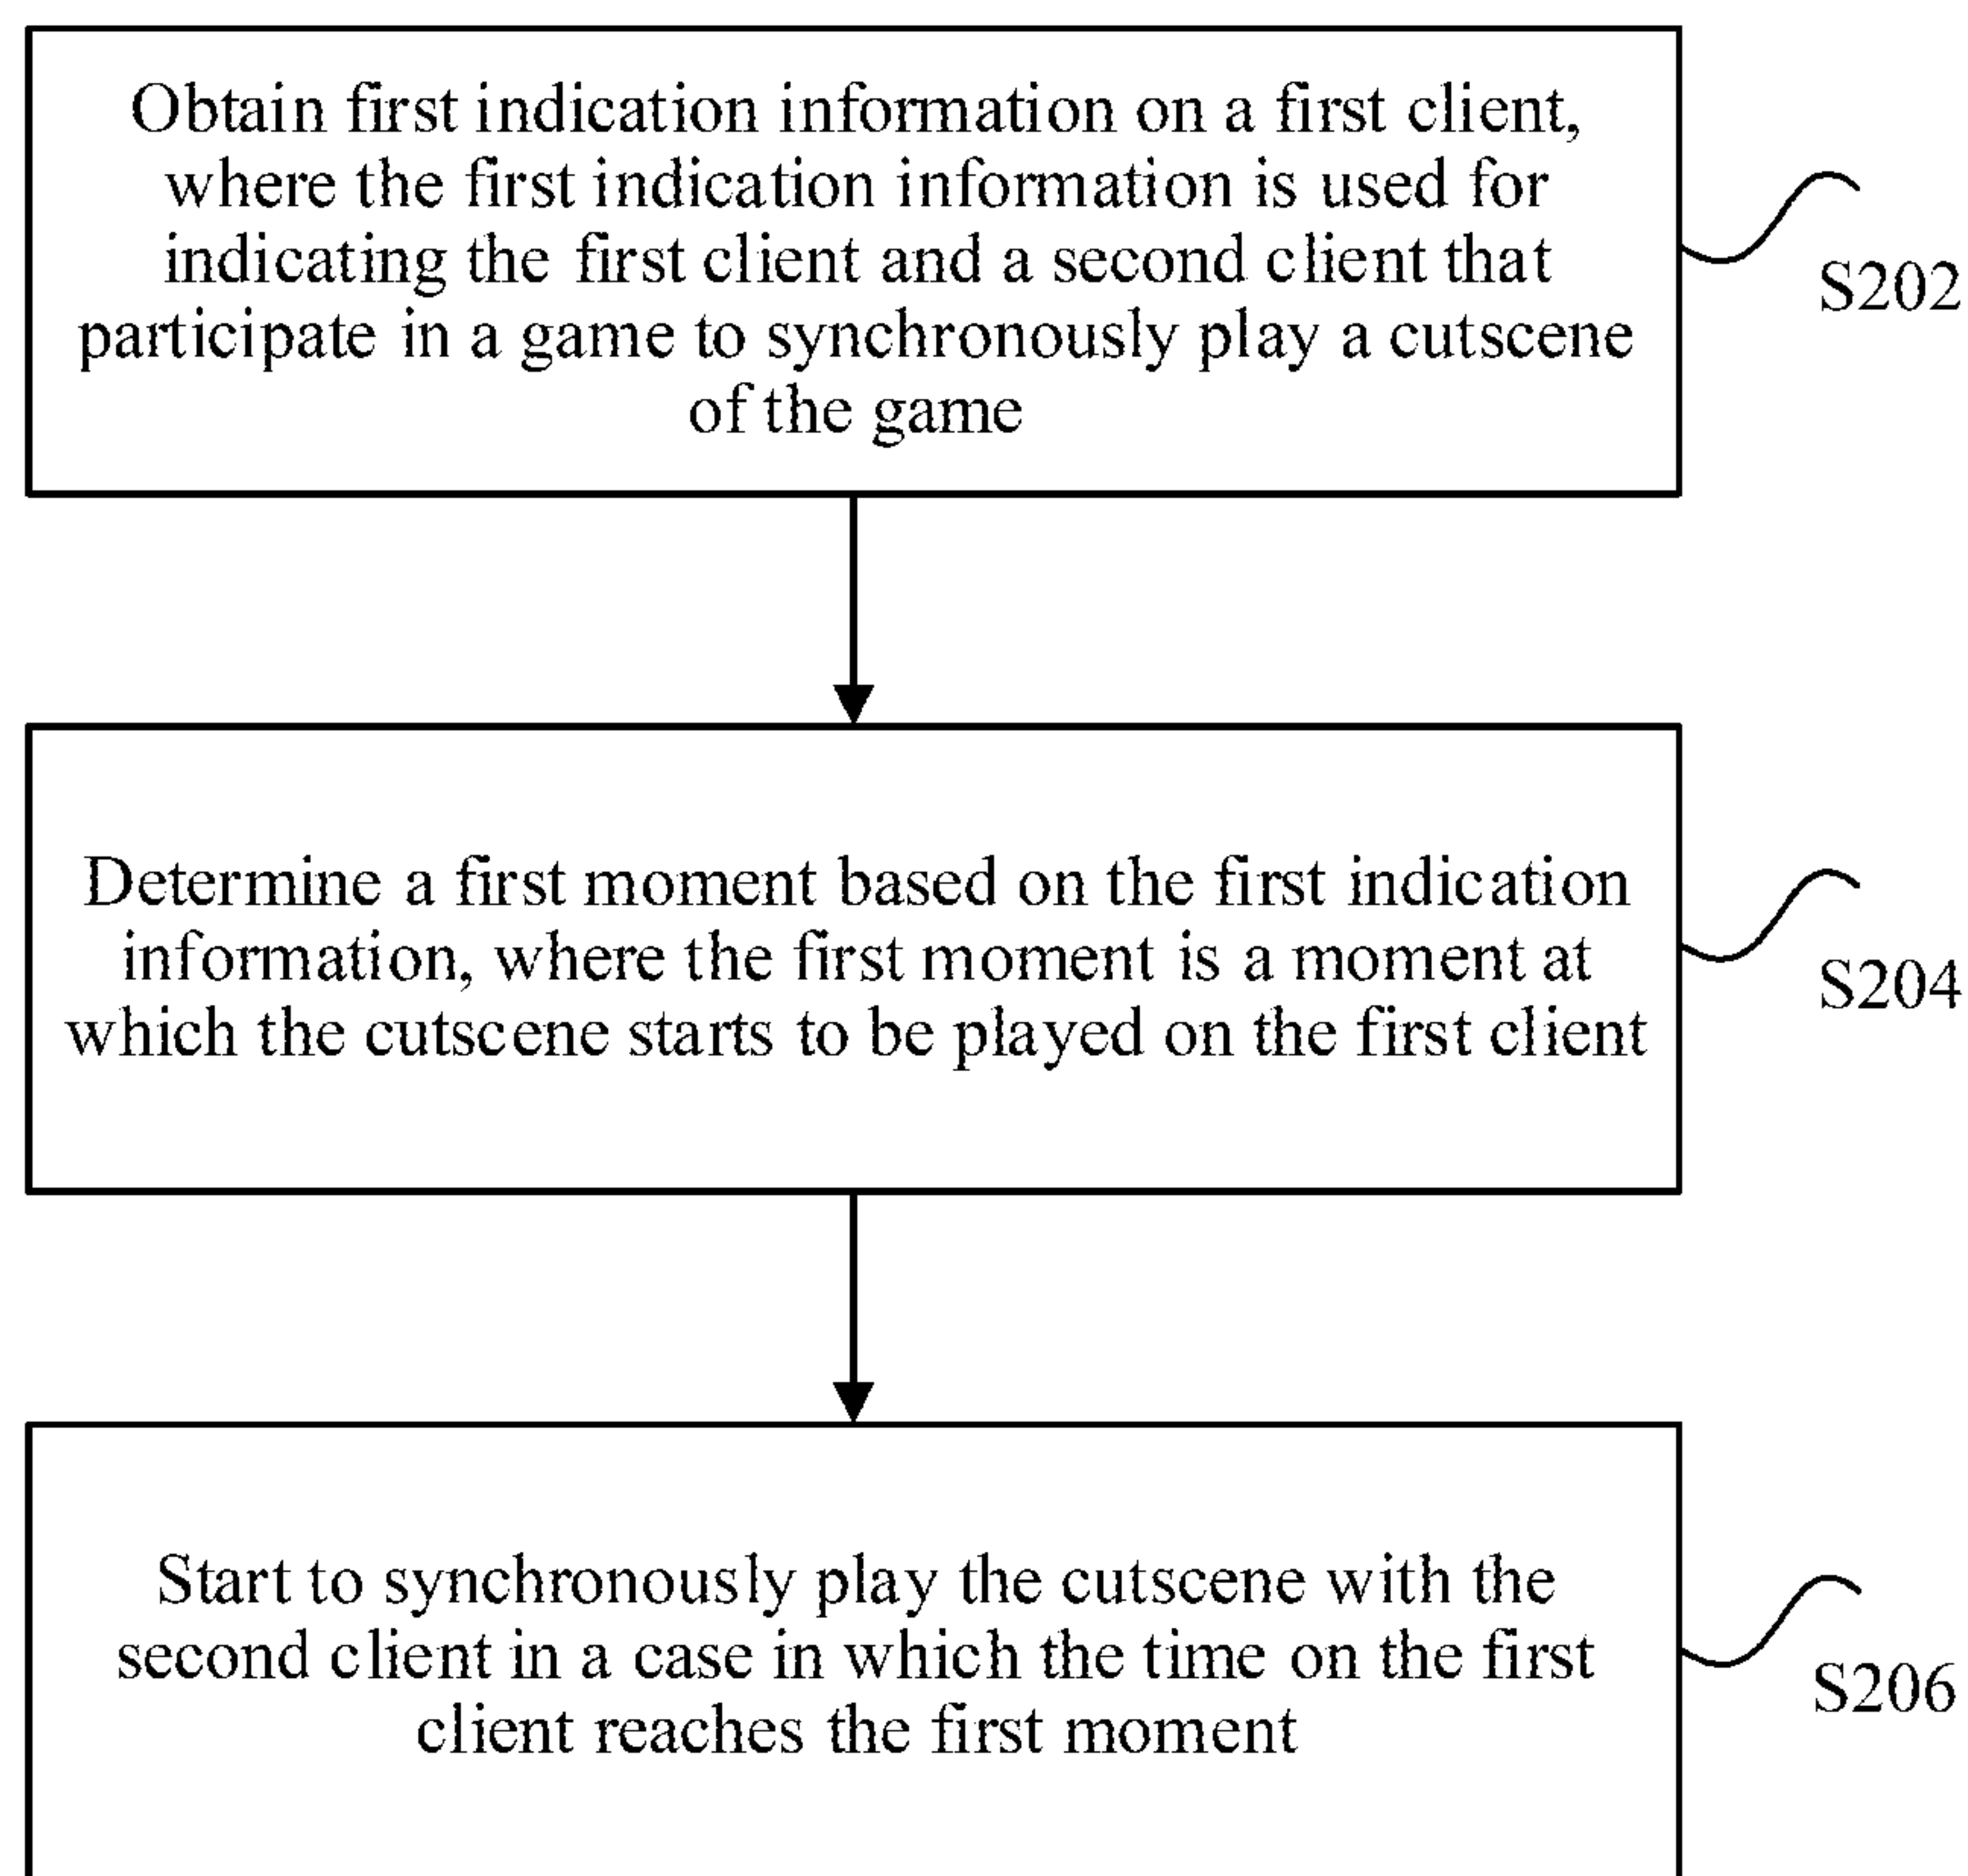 Obtain first indication information on a first client,
where the first indication information is used for
indicating the first client and a second client that
participate in a game to synchronously play a cutscene
of the game
S202
Determine a first moment based on the first indication
information, where the first moment is a moment at
which the cutscene starts to be played on the first client
S204
Start to synchronously play the cutscene with the
second client in a case in which the time on the first
client reaches the first moment
S206